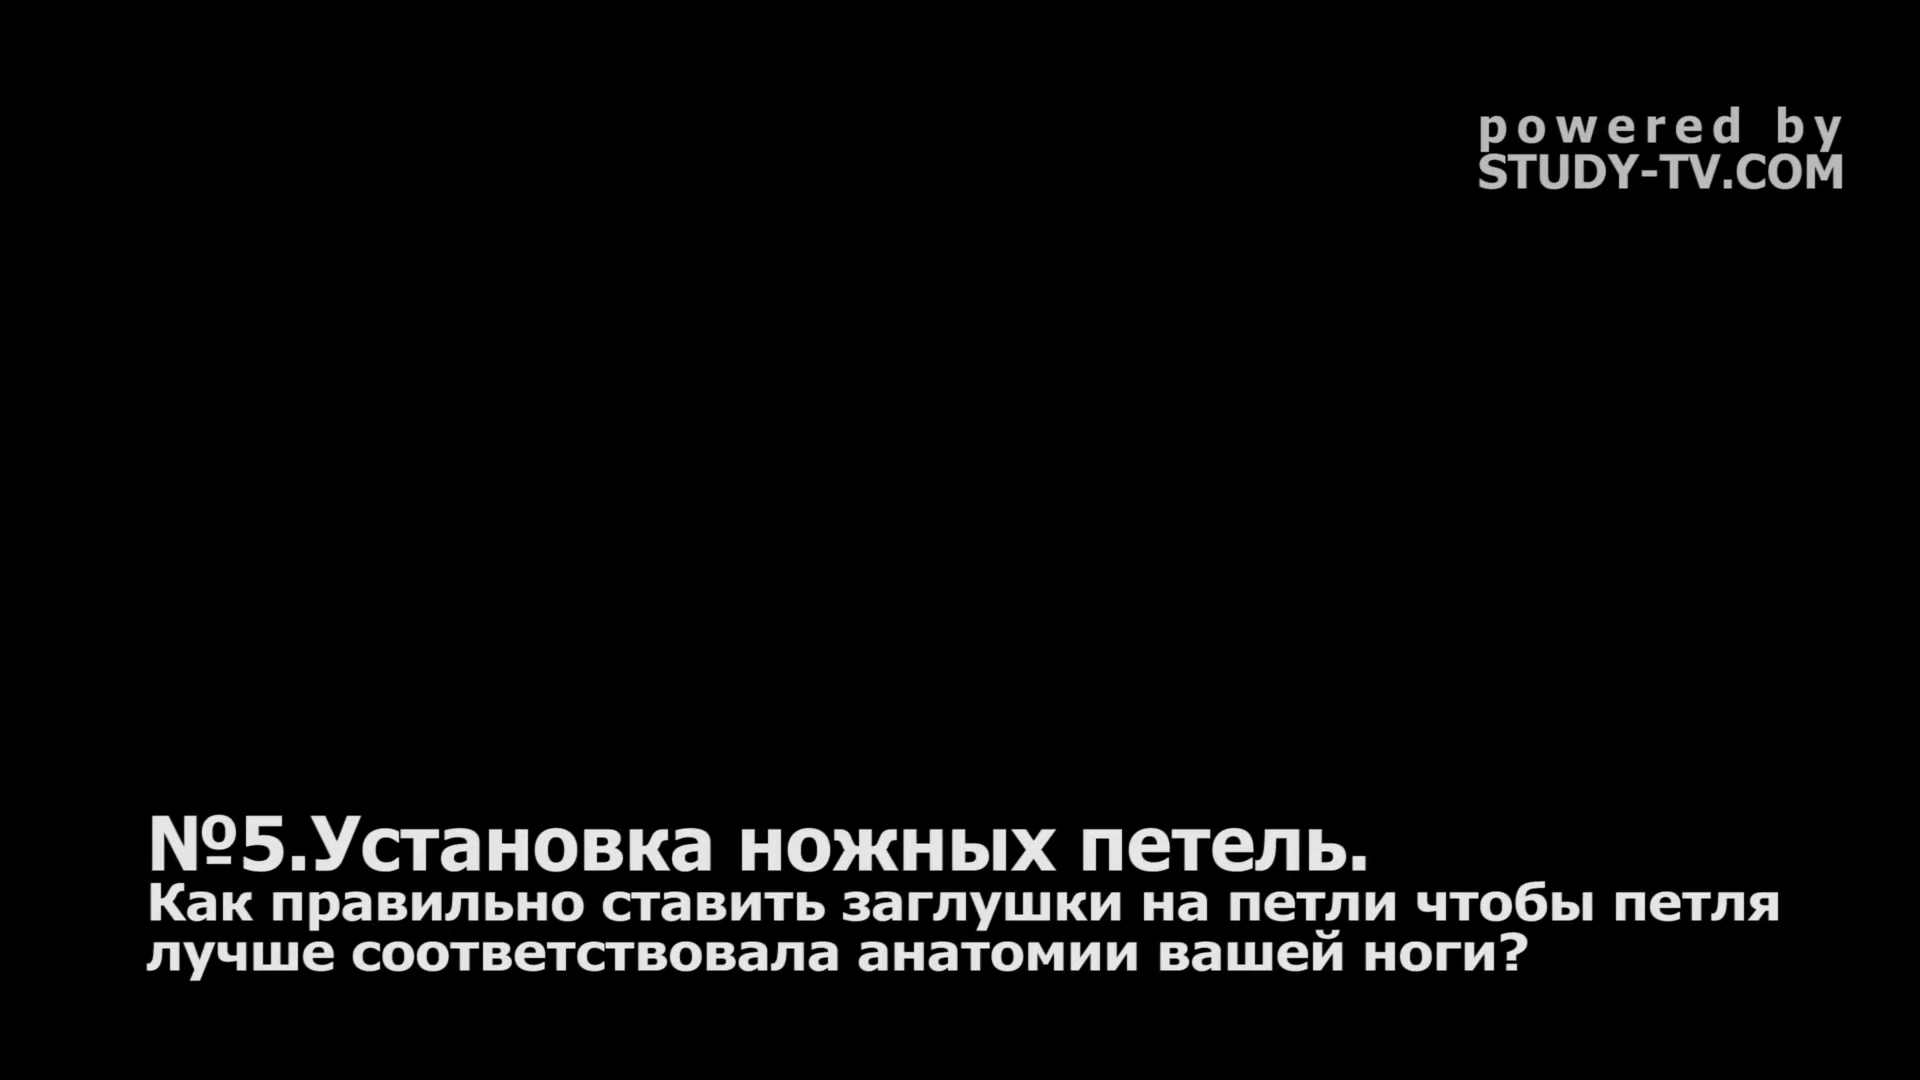 powered by
STUDY-TV.COM
№5.Установка ножных петель.
Как правильно ставить заглушки на петли чтобы петля
лучше соответствовала анатомии вашей ноги?